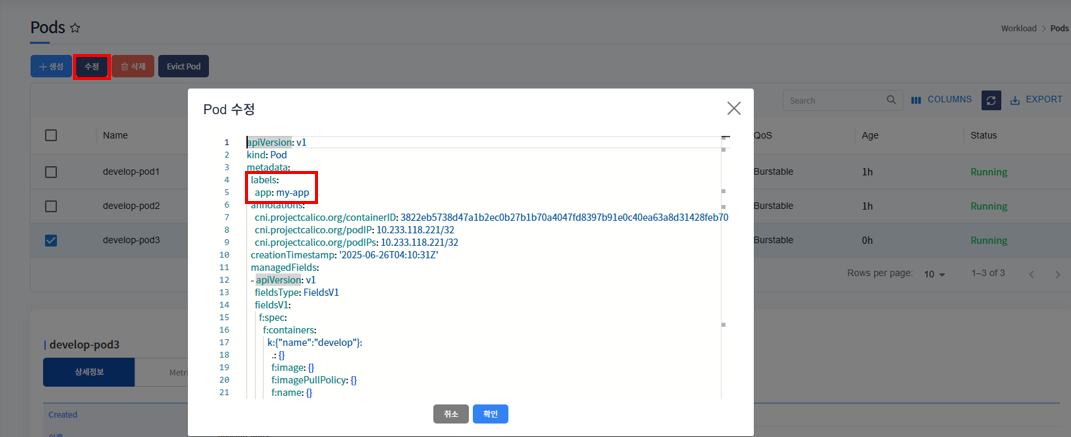 Pods
Workload > Pods
+ 생성 수정 삭제 Evict Pod
Search COLUMNS EXPORT
Name QoS Age Status
develop-pod1 Burstable 1h Running
develop-pod2 Burstable 1h Running
develop-pod3 Burstable 0h Running
Rows per page: 10 1–3 of 3
| develop-pod3
상세정보 Metri
Created
Pod 수정
1 apiVersion: v1
2 kind: Pod
3 metadata:
4 labels:
5 app: my-app
6 annotations:
7 cni.projectcalico.org/containerID: 3822eb5738d47a1b2ec0b27b1b70a4047fd8397b91e0c40ea63a8d31428feb70
8 cni.projectcalico.org/podIP: 10.233.118.221/32
9 cni.projectcalico.org/podIPs: 10.233.118.221/32
10 creationTimestamp: '2025-06-26T04:10:31Z'
11 managedFields:
12 - apiVersion: v1
13 fieldsType: FieldsV1
14 fieldsV1:
15 f:spec:
16 f:containers:
17 k:{"name":"develop"}:
18 .: {}
19 f:image: {}
20 f:imagePullPolicy: {}
21 f:name: {}
취소 확인